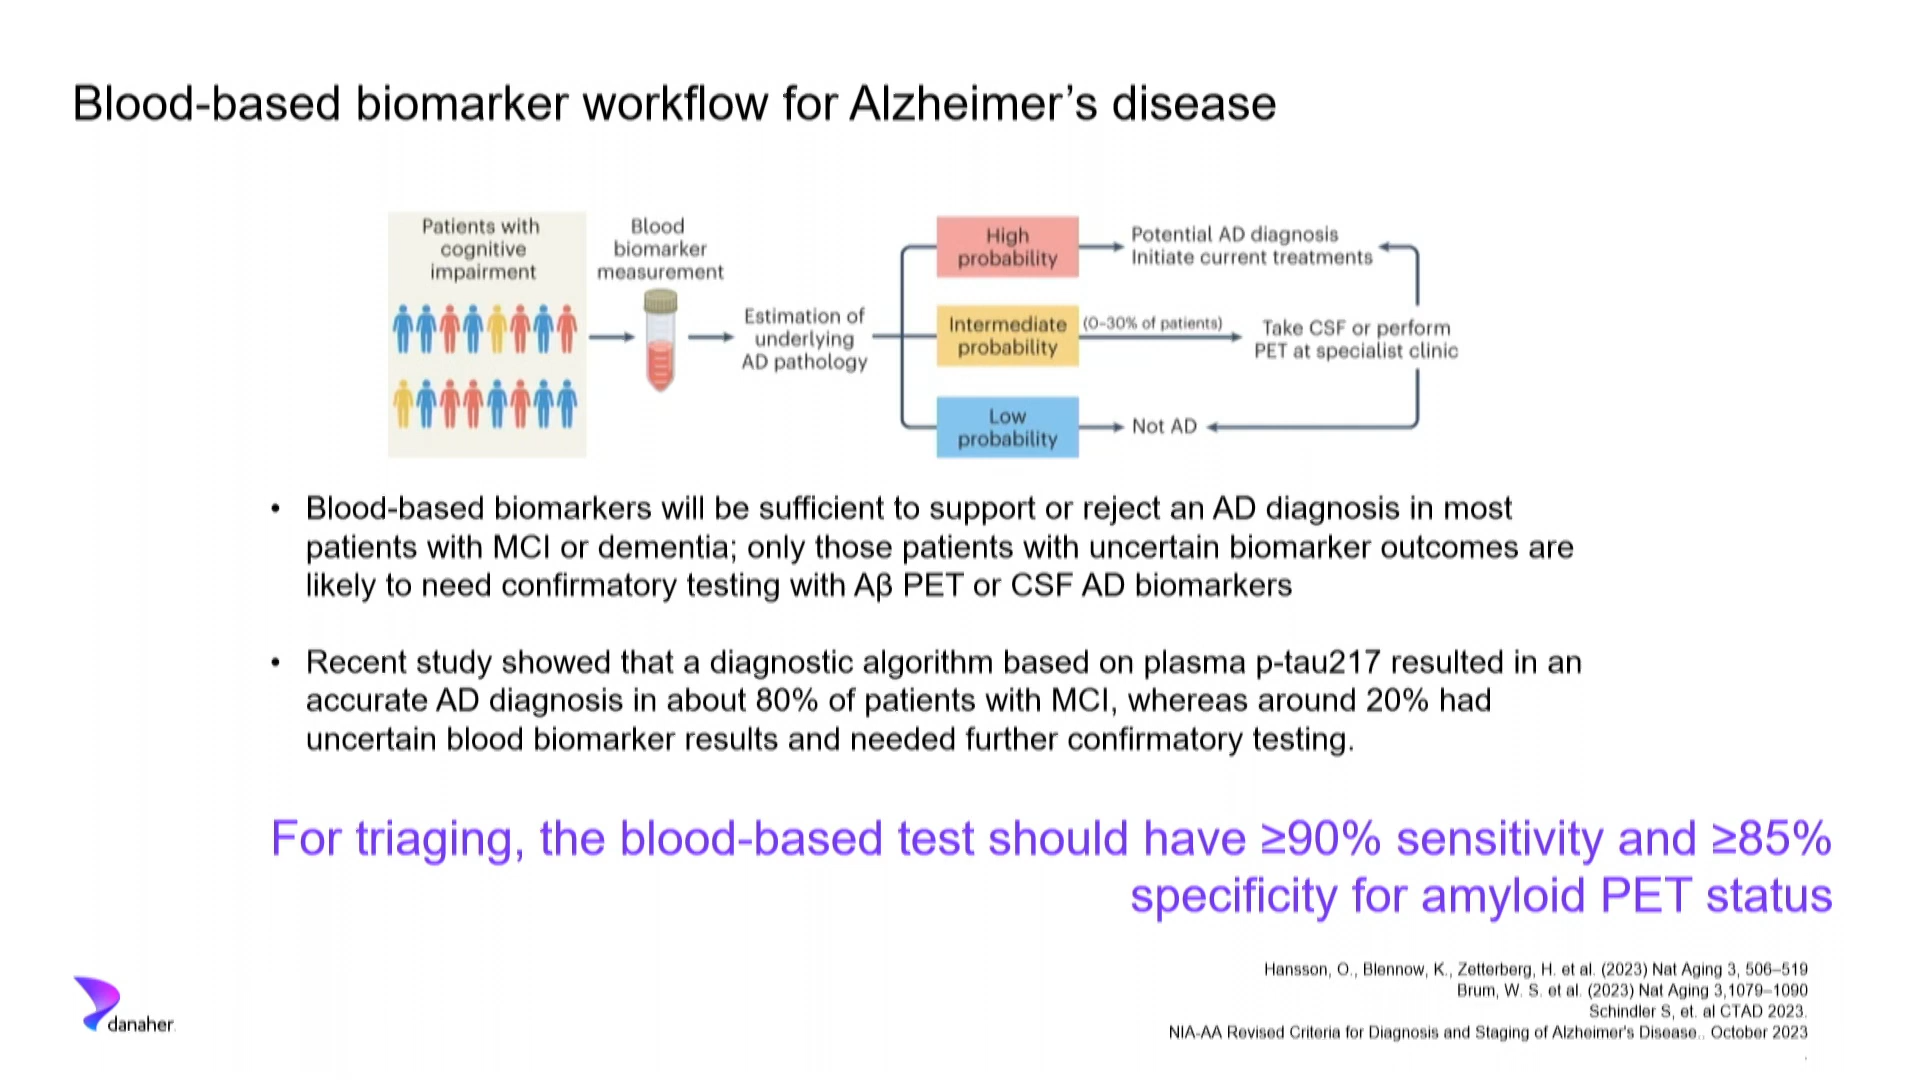 Blood-based biomarker workflow for Alzheimer's disease
Patients with
cognitive
impairment
Blood
biomarker
measurement
Estimation of
underlying
AD pathology
High
probability
Potential AD diagnosis
Initiate current treatments
Intermediate
probability
(0–30% of patients)
Take CSF or perform
PET at specialist clinic
Low
probability
Not AD
• Blood-based biomarkers will be sufficient to support or reject an AD diagnosis in most
patients with MCI or dementia; only those patients with uncertain biomarker outcomes are
likely to need confirmatory testing with Aβ PET or CSF AD biomarkers
• Recent study showed that a diagnostic algorithm based on plasma p-tau217 resulted in an
accurate AD diagnosis in about 80% of patients with MCI, whereas around 20% had
uncertain blood biomarker results and needed further confirmatory testing.
For triaging, the blood-based test should have ≥90% sensitivity and ≥85%
specificity for amyloid PET status
Hansson, O., Blennow, K., Zetterberg, H. et al. (2023) Nat Aging 3, 506–519
Brum, W. S. et al. (2023) Nat Aging 3,1079–1090
Schindler S, et. al CTAD 2023.
NIA-AA Revised Criteria for Diagnosis and Staging of Alzheimer's Disease.. October 2023
danaher.